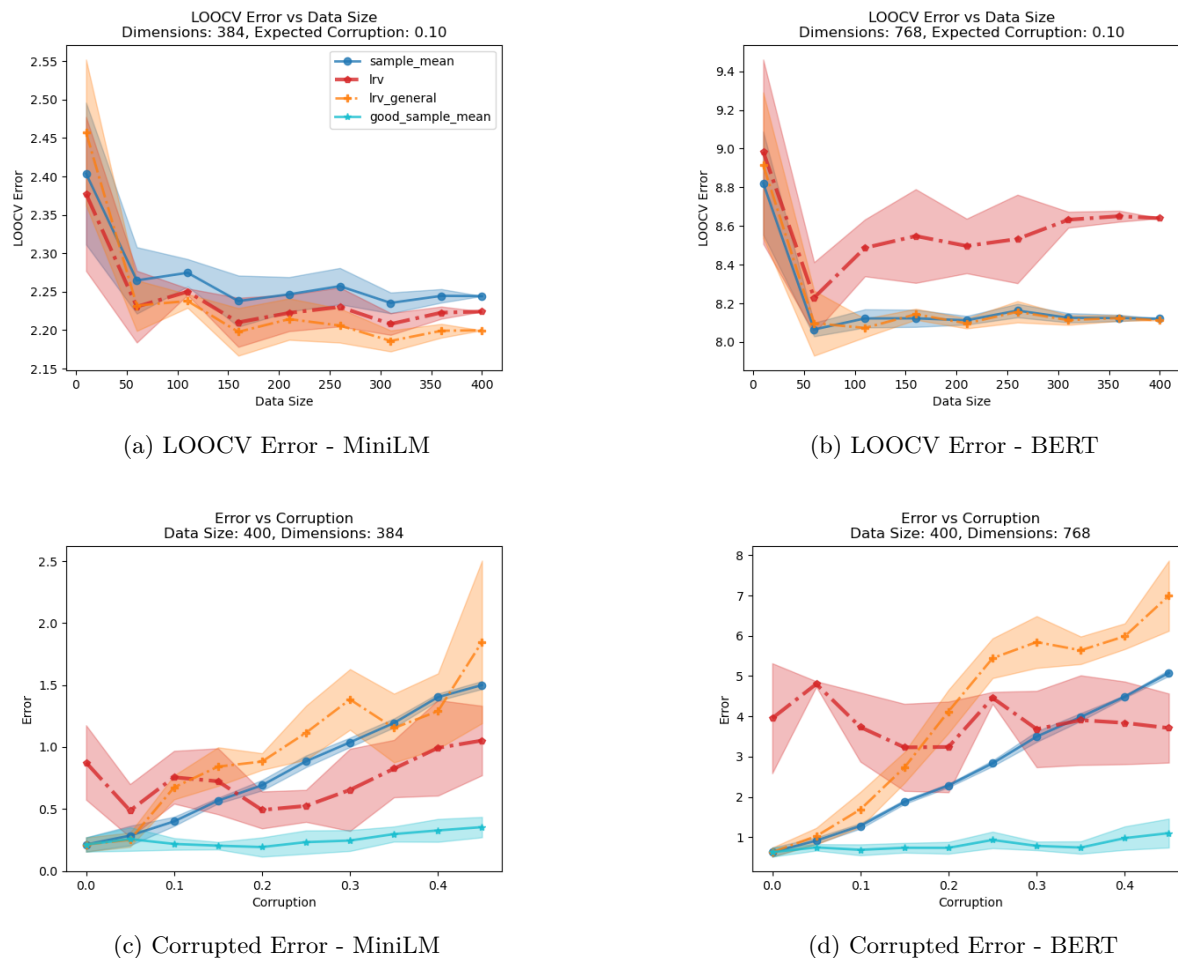 LOOCV Error vs Data Size
Dimensions: 384, Expected Corruption: 0.10
2.55
2.50
2.45
2.40
2.35
2.30
2.25
2.20
2.15
LOOCV Error
sample_mean
lrv
lrv_general
good_sample_mean
0 50 100 150 200 250 300 350 400
Data Size
(a) LOOCV Error - MiniLM
LOOCV Error vs Data Size
Dimensions: 768, Expected Corruption: 0.10
9.4
9.2
9.0
8.8
8.6
8.4
8.2
8.0
LOOCV Error
0 50 100 150 200 250 300 350 400
Data Size
(b) LOOCV Error - BERT
Error vs Corruption
Data Size: 400, Dimensions: 384
2.5
2.0
1.5
1.0
0.5
0.0
Error
0.0 0.1 0.2 0.3 0.4
Corruption
(c) Corrupted Error - MiniLM
Error vs Corruption
Data Size: 400, Dimensions: 768
8
7
6
5
4
3
2
1
Error
0.0 0.1 0.2 0.3 0.4
Corruption
(d) Corrupted Error - BERT